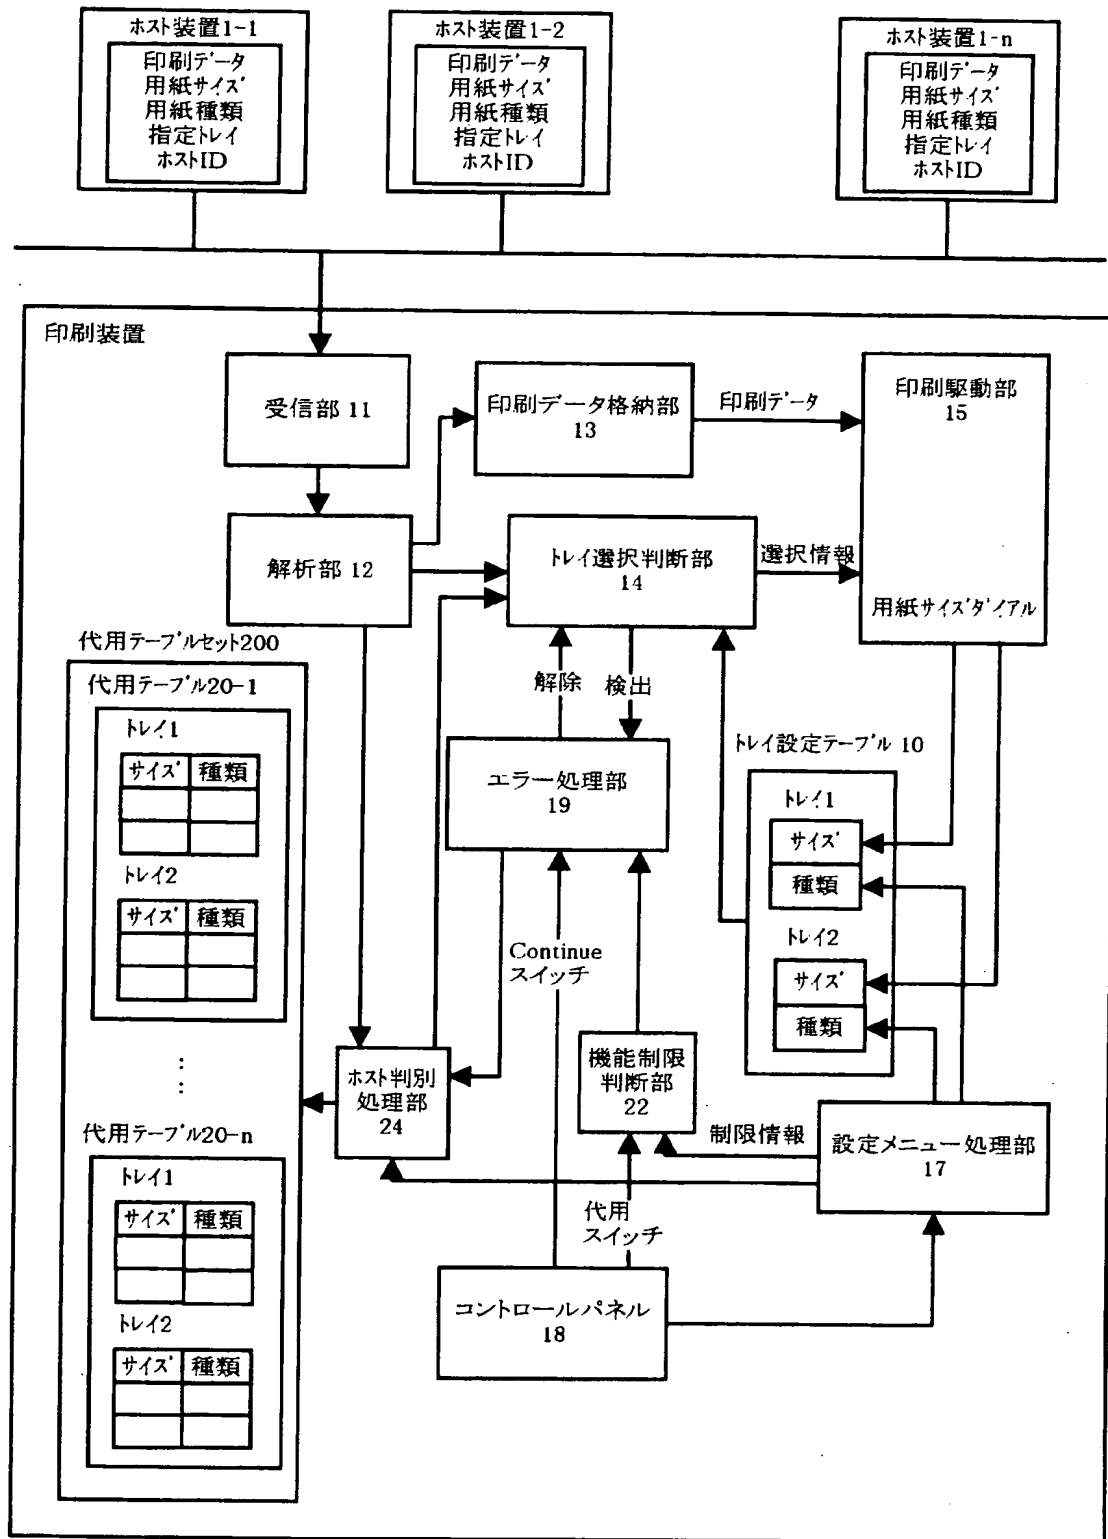 ホスト装置1-1
印刷データ
用紙サイズ
用紙種類
指定トレイ
ホストID
ホスト装置1-2
印刷データ
用紙サイズ
用紙種類
指定トレイ
ホストID
ホスト装置1-n
印刷データ
用紙サイズ
用紙種類
指定トレイ
ホストID
印刷装置
受信部 11
印刷データ格納部
13
印刷データ
印刷駆動部
15
用紙サイズダイアル
解析部 12
トレイ選択判断部
14
選択情報
解除
検出
エラー処理部
19
トレイ設定テーブル 10
トレイ1
サイズ
種類
トレイ2
サイズ
種類
代用テーブルセット200
代用テーブル20-1
トレイ1
サイズ 種類
トレイ2
サイズ 種類
代用テーブル20-n
トレイ1
サイズ 種類
トレイ2
サイズ 種類
Continue
スイッチ
ホスト判別
処理部
24
機能制限
判断部
22
制限情報
設定メニュー処理部
17
代用
スイッチ
コントロールパネル
18